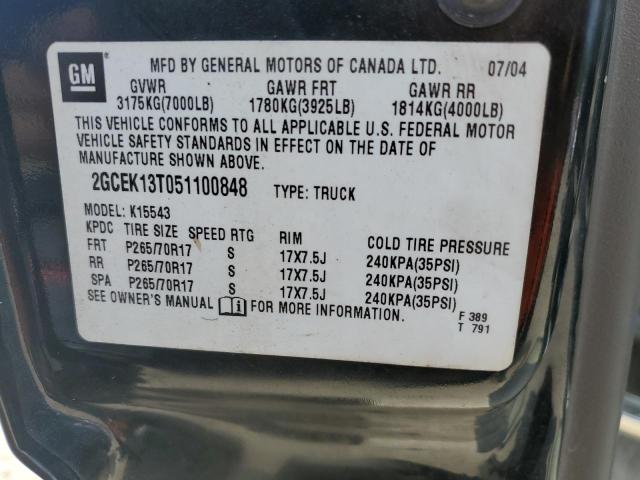 GM
MFD BY GENERAL MOTORS OF CANADA LTD. 07/04
GVWR GAWR FRT GAWR RR
3175KG(7000LB) 1780KG(3925LB) 1814KG(4000LB)
THIS VEHICLE CONFORMS TO ALL APPLICABLE U.S. FEDERAL MOTOR
VEHICLE SAFETY STANDARDS IN EFFECT ON THE DATE OF
MANUFACTURE SHOWN ABOVE.
2GCEK13T051100848 TYPE: TRUCK
MODEL: K15543
KPDC TIRE SIZE SPEED RTG RIM COLD TIRE PRESSURE
FRT P265/70R17 S 17X7.5J 240KPA(35PSI)
RR P265/70R17 S 17X7.5J 240KPA(35PSI)
SPA P265/70R17 S 17X7.5J 240KPA(35PSI)
SEE OWNER'S MANUAL FOR MORE INFORMATION.
F 389
T 791